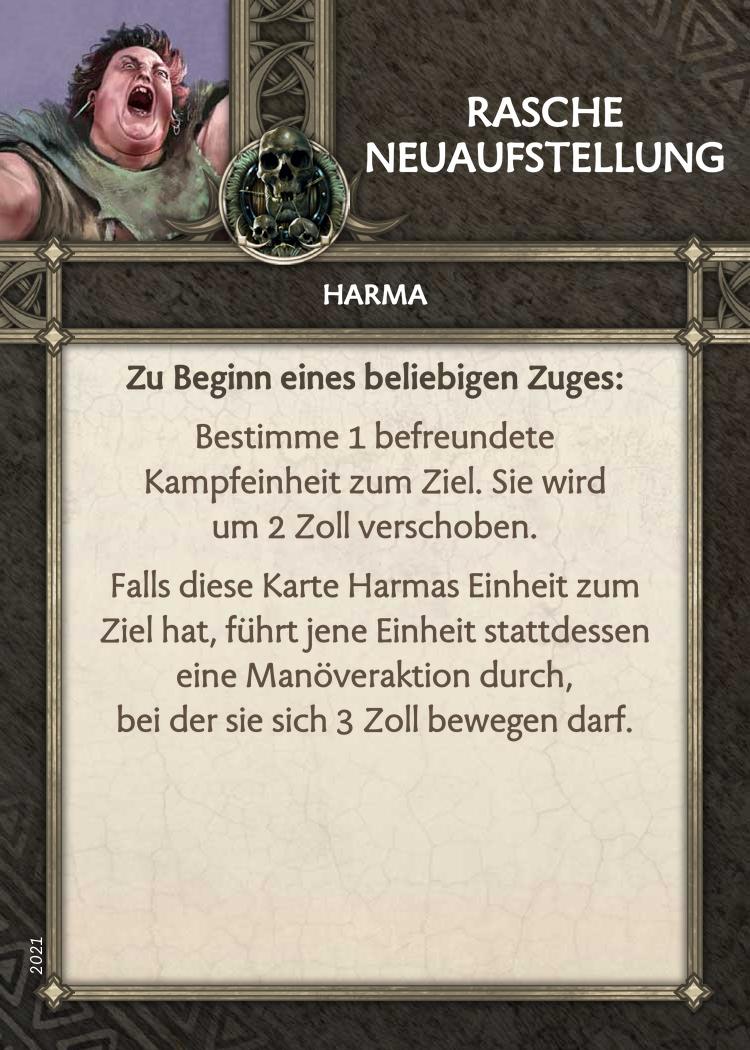 RASCHE
NEUAUFSTELLUNG
HARMA
Zu Beginn eines beliebigen Zuges:
Bestimme 1 befreundete
Kampfeinheit zum Ziel. Sie wird
um 2 Zoll verschoben.
Falls diese Karte Harmas Einheit zum
Ziel hat, führt jene Einheit stattdessen
eine Manöveraktion durch,
bei der sie sich 3 Zoll bewegen darf.
2021